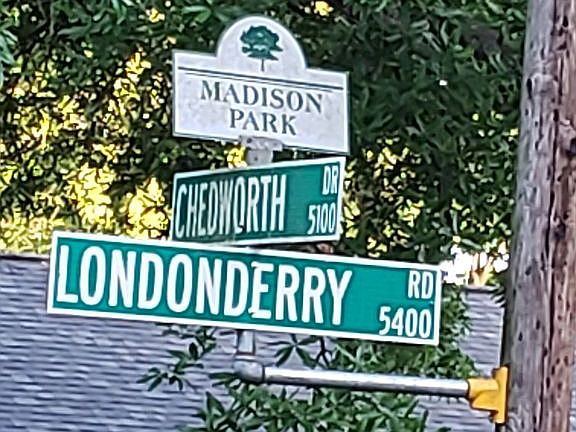 MADISON
PARK
CHEDWORTH DR
5100
LONDONDERRY RD
5400